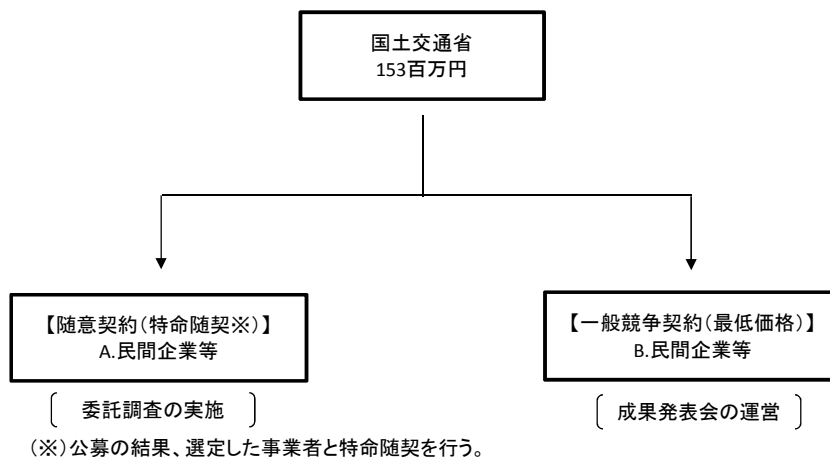 国土交通省
153百万円
【随意契約(特命随契※)】
A.民間企業等
【一般競争契約(最低価格)】
B.民間企業等
〔 委託調査の実施 〕
〔 成果発表会の運営 〕
(※)公募の結果、選定した事業者と特命随契を行う。